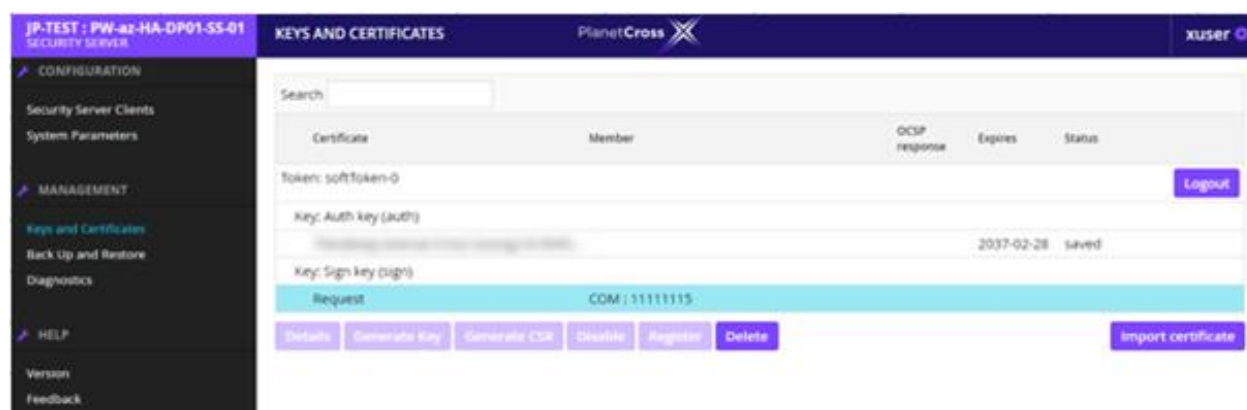 JP-TEST : PW-az-HA-DP01-SS-01
SECURITY SERVER
KEYS AND CERTIFICATES
PlanetCross
xuser
CONFIGURATION
Security Server Clients
System Parameters
MANAGEMENT
Keys and Certificates
Back Up and Restore
Diagnostics
HELP
Version
Feedback
Search
Certificate Member OCSP response Expires Status
Token: softToken-0
Logout
Key: Auth key (auth)
2037-02-28 saved
Key: Sign key (sign)
Request COM : 11111115
Details Generate Key Generate CSR Disable Register Delete Import certificate